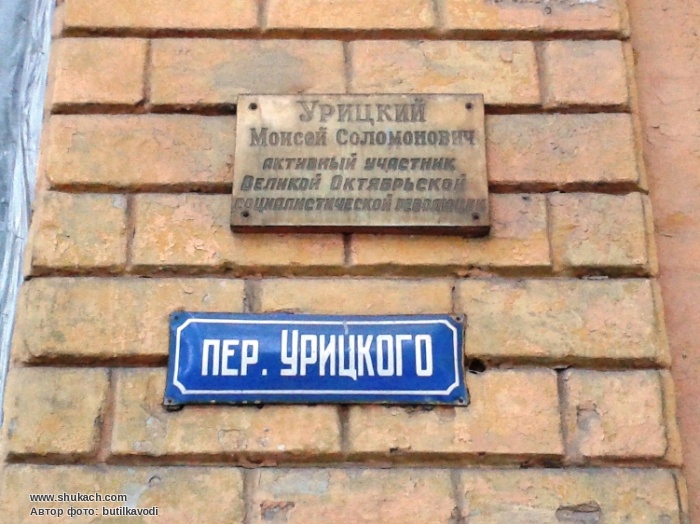 УРИЦКИЙ
МОИСЕЙ СОЛОМОНОВИЧ
АКТИВНЫЙ УЧАСТНИК
ВЕЛИКОЙ ОКТЯБРЬСКОЙ
СОЦИАЛИСТИЧЕСКОЙ РЕВОЛЮЦИИ
ПЕР. УРИЦКОГО
www.shukach.com
Автор фото: butilkavodi